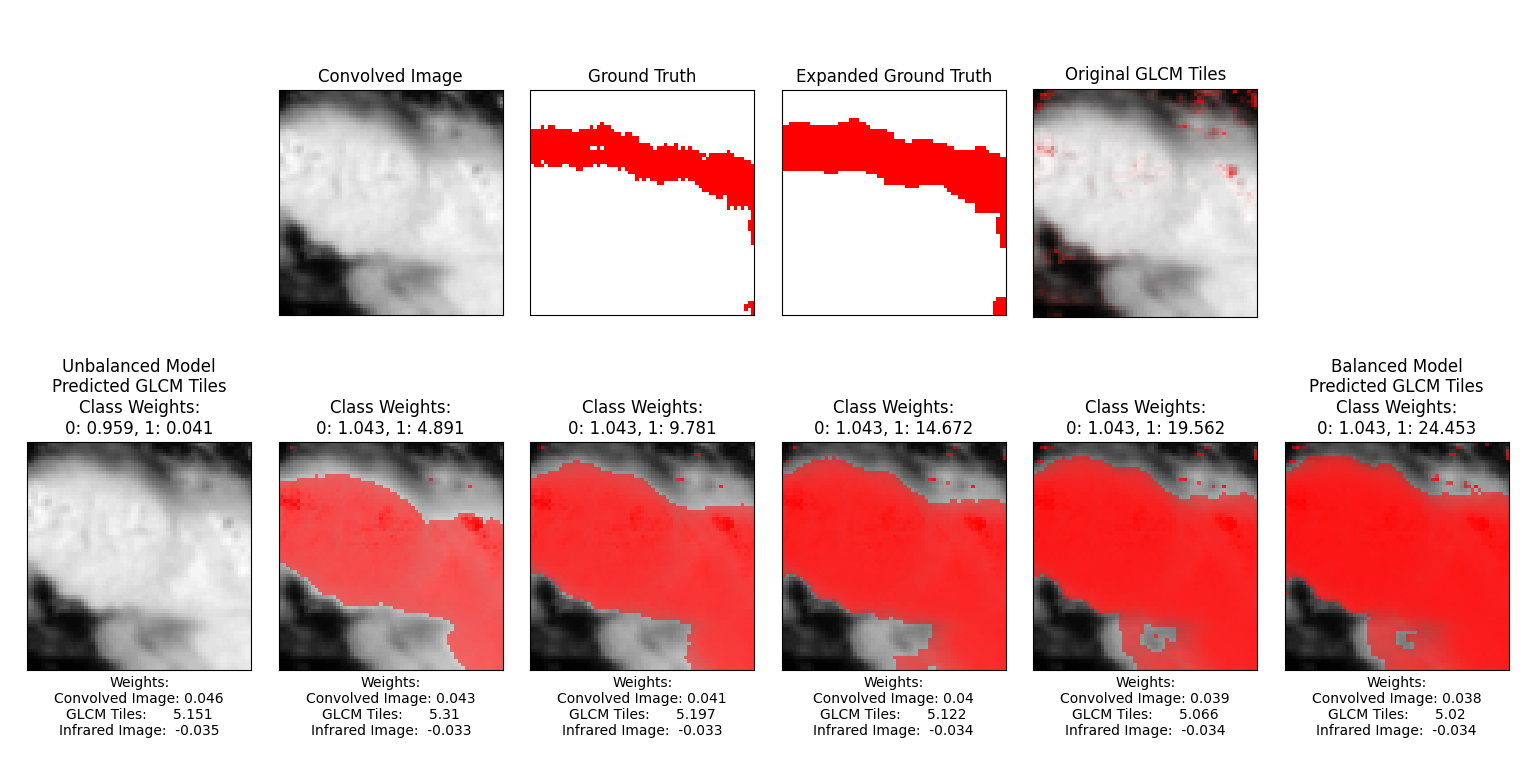 Convolved Image
Ground Truth
Expanded Ground Truth
Original GLCM Tiles
Unbalanced Model
Predicted GLCM Tiles
Class Weights:
0: 0.959, 1: 0.041
Class Weights:
0: 1.043, 1: 4.891
Class Weights:
0: 1.043, 1: 9.781
Class Weights:
0: 1.043, 1: 14.672
Class Weights:
0: 1.043, 1: 19.562
Balanced Model
Predicted GLCM Tiles
Class Weights:
0: 1.043, 1: 24.453
Weights:
Convolved Image: 0.046
GLCM Tiles: 5.151
Infrared Image: -0.035
Weights:
Convolved Image: 0.043
GLCM Tiles: 5.31
Infrared Image: -0.033
Weights:
Convolved Image: 0.041
GLCM Tiles: 5.197
Infrared Image: -0.033
Weights:
Convolved Image: 0.04
GLCM Tiles: 5.122
Infrared Image: -0.034
Weights:
Convolved Image: 0.039
GLCM Tiles: 5.066
Infrared Image: -0.034
Weights:
Convolved Image: 0.038
GLCM Tiles: 5.02
Infrared Image: -0.034